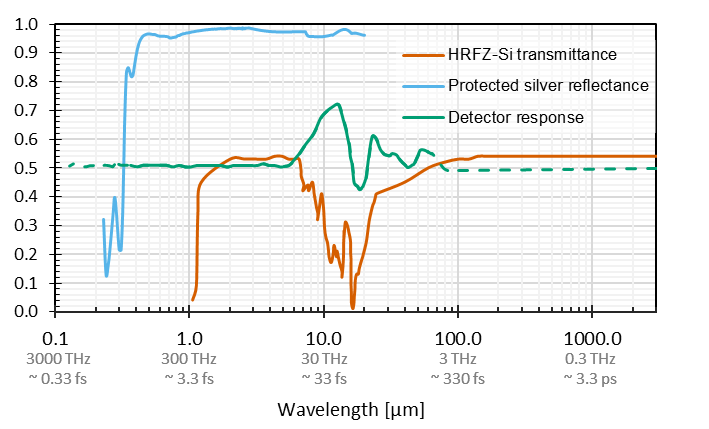 1.0
0.9
0.8
0.7
0.6
0.5
0.4
0.3
0.2
0.1
0.0
HRFZ-Si transmittance
Protected silver reflectance
Detector response
0.1 1.0 10.0 100.0 1000.0
3000 THz 300 THz 30 THz 3 THz 0.3 THz
~ 0.33 fs ~ 3.3 fs ~ 33 fs ~ 330 fs ~ 3.3 ps
Wavelength [µm]